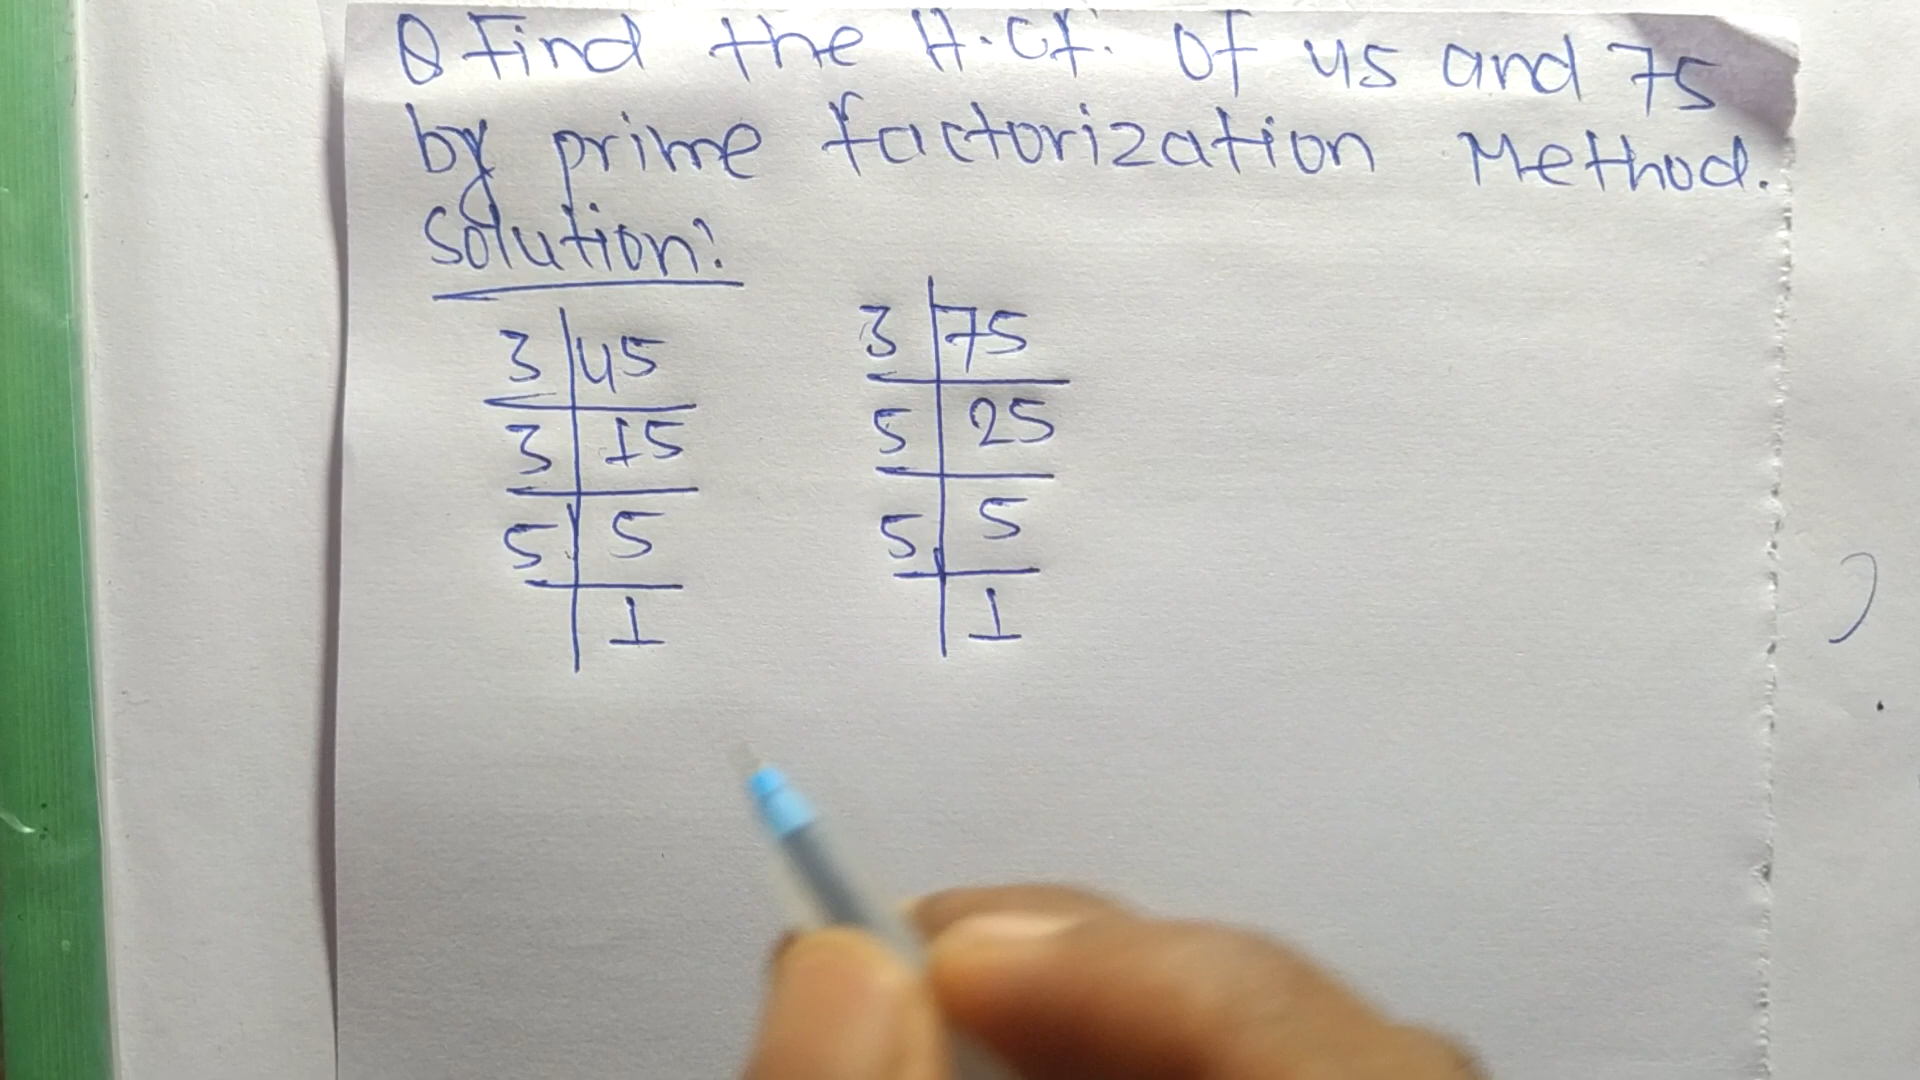 Q Find the H.C.F. of 45 and 75
by prime factorization Method.
Solution:
3 | 45
3 | 15
5 | 5
1
3 | 75
5 | 25
5 | 5
1